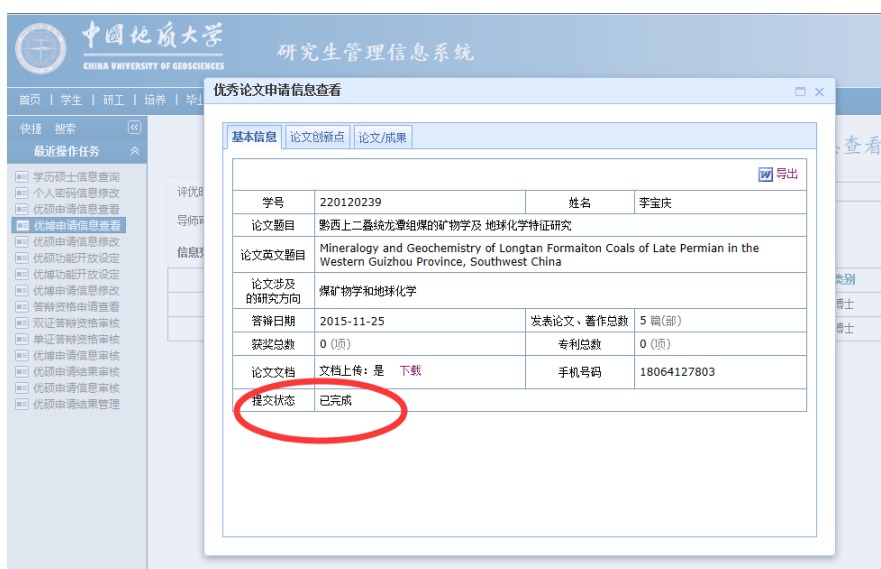 中国地质大学
CHINA UNIVERSITY OF GEOSCIENCES
研究生管理信息系统
首页 | 学生 | 研工 | 培养 | 毕业
优秀论文申请信息查看
快捷 搜索
最近操作任务
学历硕士信息查询
个人密码信息修改
优硕申请信息查看
优博申请信息查看
优硕申请信息修改
优硕功能开放设定
优博功能开放设定
优博申请信息修改
答辩资格申请查看
双证答辩资格审核
单证答辩资格审核
优博申请信息审核
优硕申请结果审核
优硕申请信息审核
优硕申请结果管理
查看
评优
导师
信息
类别
博士
博士
基本信息 论文创新点 论文/成果
导出
学号 220120239 姓名 李宝庆
论文题目 黔西上二叠统龙潭组煤的矿物学及 地球化学特征研究
论文英文题目 Mineralogy and Geochemistry of Longtan Formaiton Coals of Late Permian in the
Western Guizhou Province, Southwest China
论文涉及
的研究方向 煤矿物学和地球化学
答辩日期 2015-11-25 发表论文、著作总数 5 篇(部)
获奖总数 0 (项) 专利总数 0 (项)
论文文档 文档上传：是 下载 手机号码 18064127803
提交状态 已完成